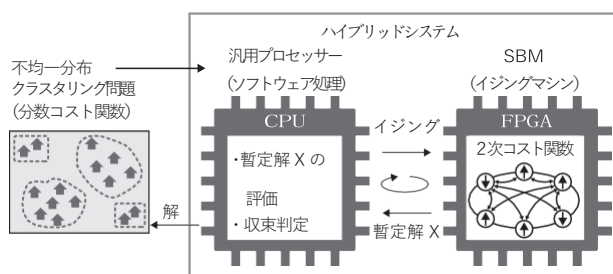 ハイブリッドシステム
不均一分布
クラスタリング問題
(分数コスト関数)
汎用プロセッサー
(ソフトウェア処理)
SBM
(イジングマシン)
CPU
・暫定解 X の
評価
・収束判定
イジング
暫定解 X
FPGA
2次コスト関数
解